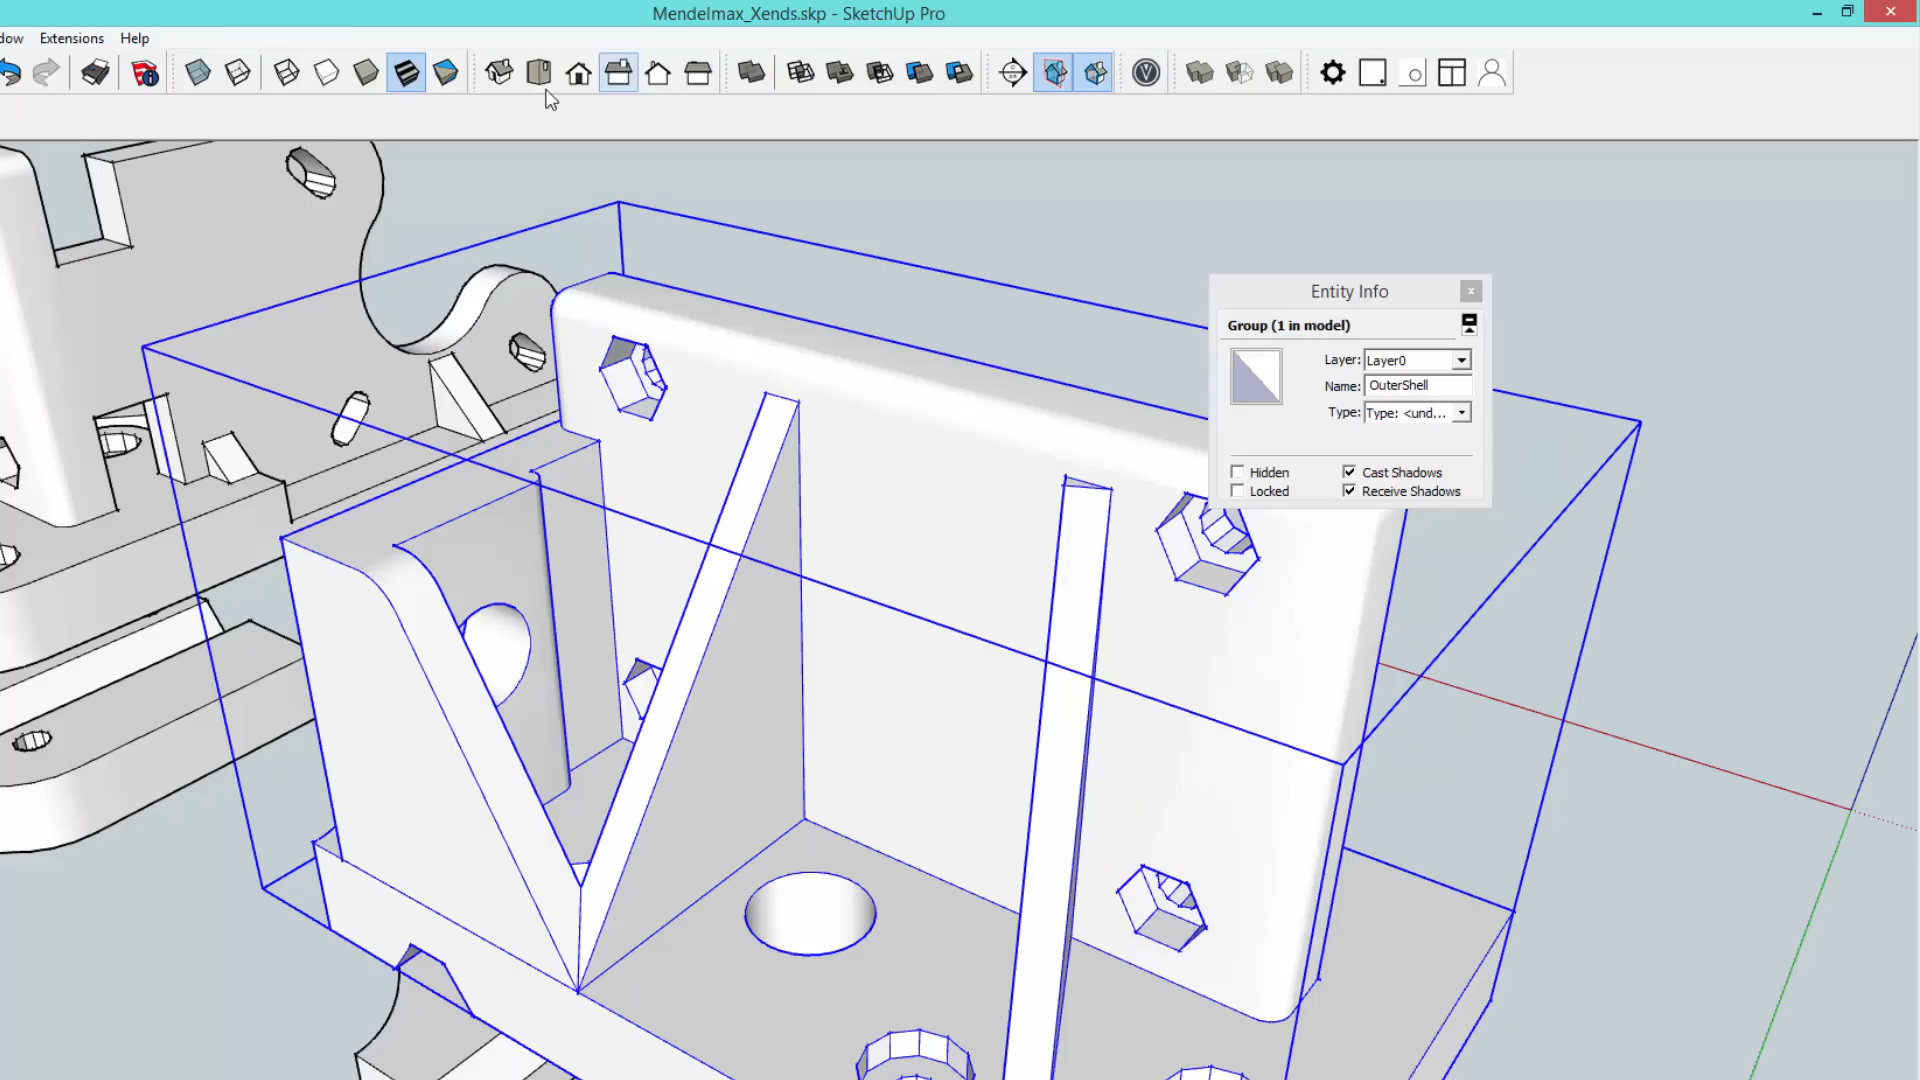 Mendelmax_Xends.skp - SketchUp Pro
dow Extensions Help
Entity Info
Group (1 in model)
Layer: Layer0
Name: OuterShell
Type: Type: <und...
Hidden Cast Shadows
Locked Receive Shadows